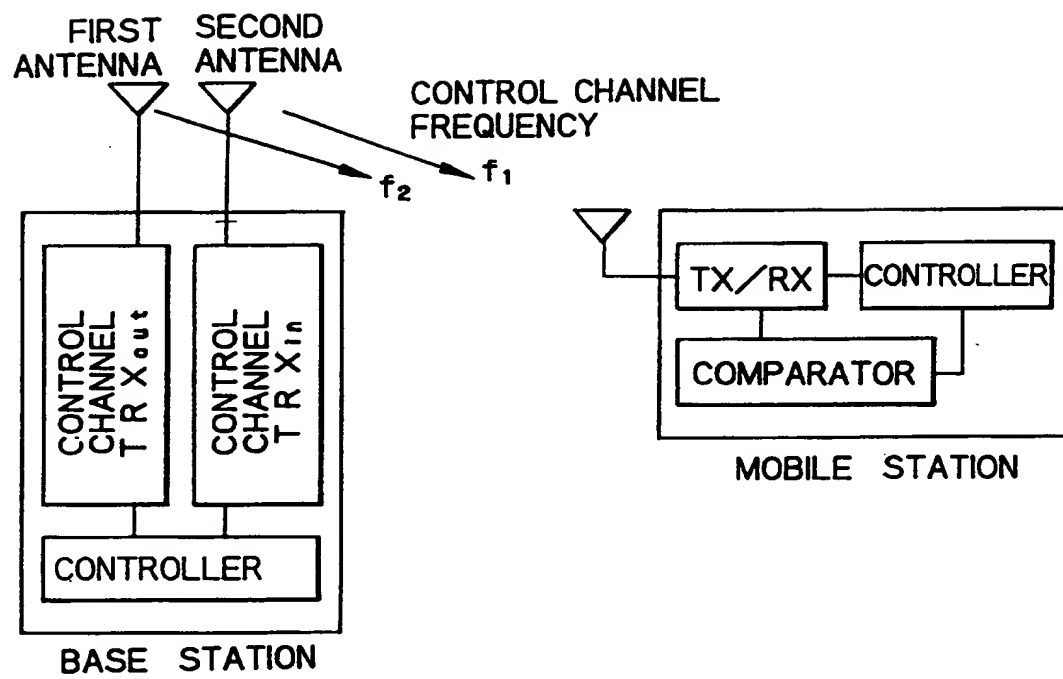 FIRST ANTENNA
SECOND ANTENNA
CONTROL CHANNEL
FREQUENCY
f2
f1
CONTROL
CHANNEL
TRXout
CONTROL
CHANNEL
TRXin
CONTROLLER
BASE STATION
TX/RX
CONTROLLER
COMPARATOR
MOBILE STATION